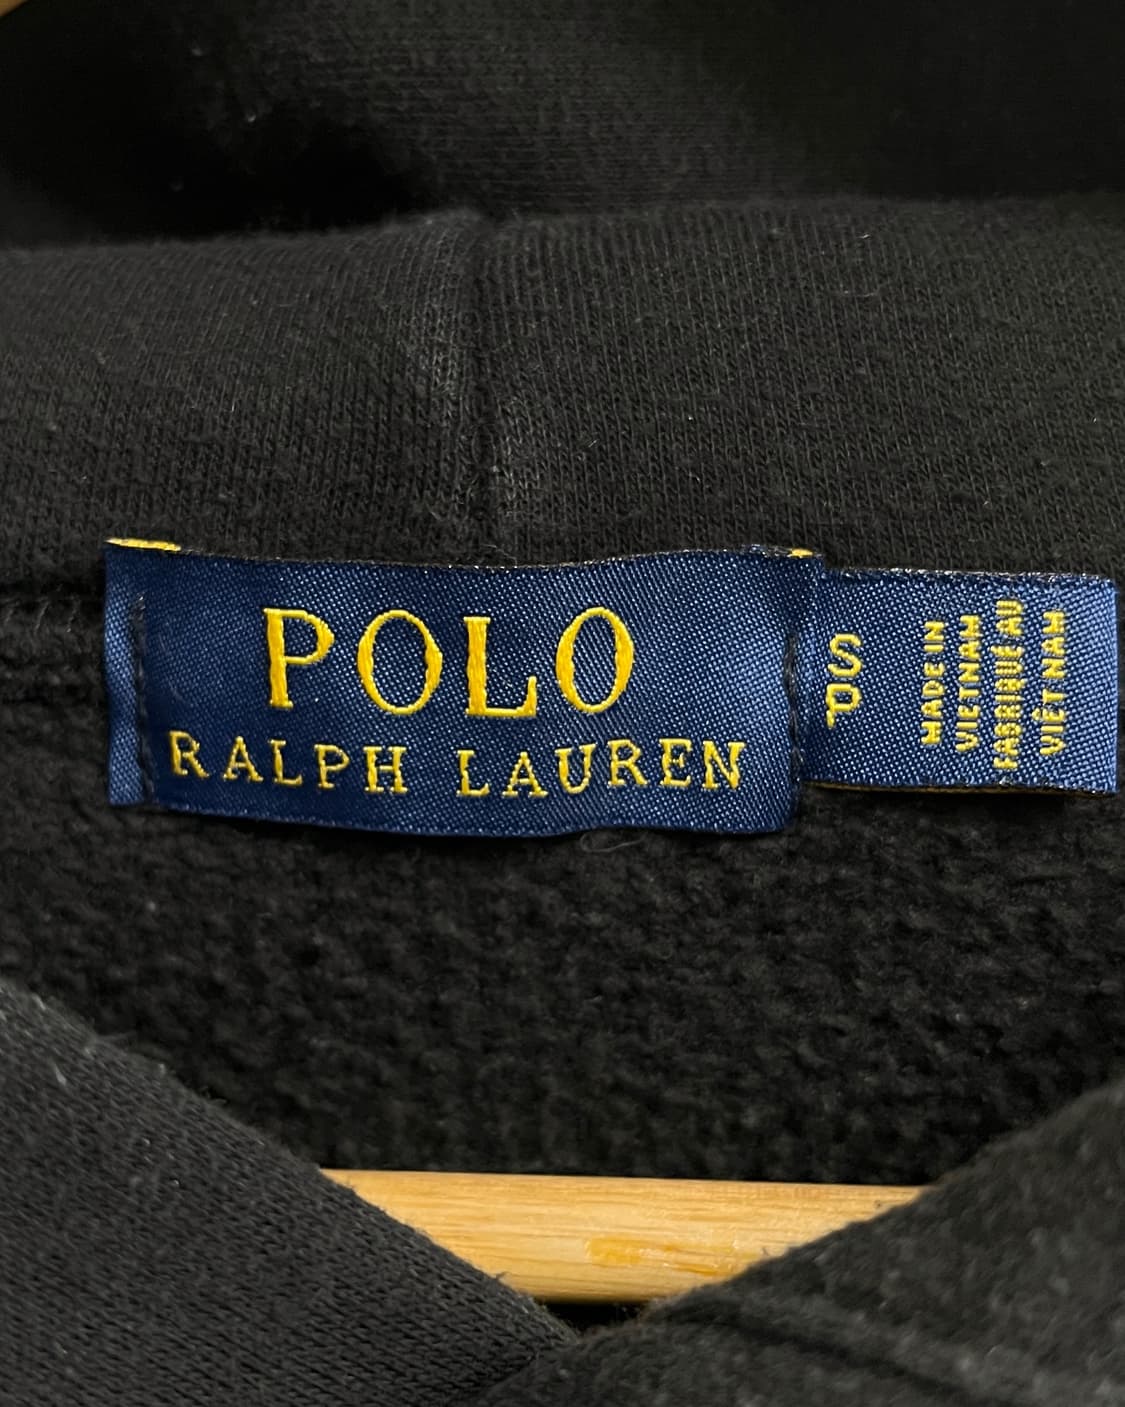 POLO
RALPH LAUREN
S
P
MADE IN
VIETNAM
FABRIQUÉ AU
VIÊT NAM